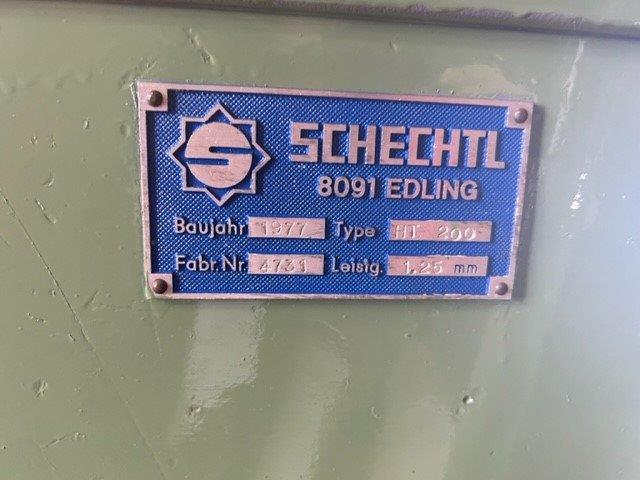 SCHECHTL
8091 EDLING
Baujahr 1977 Type HT 200
Fabr.Nr. 4731 Leistg. 1,25 mm